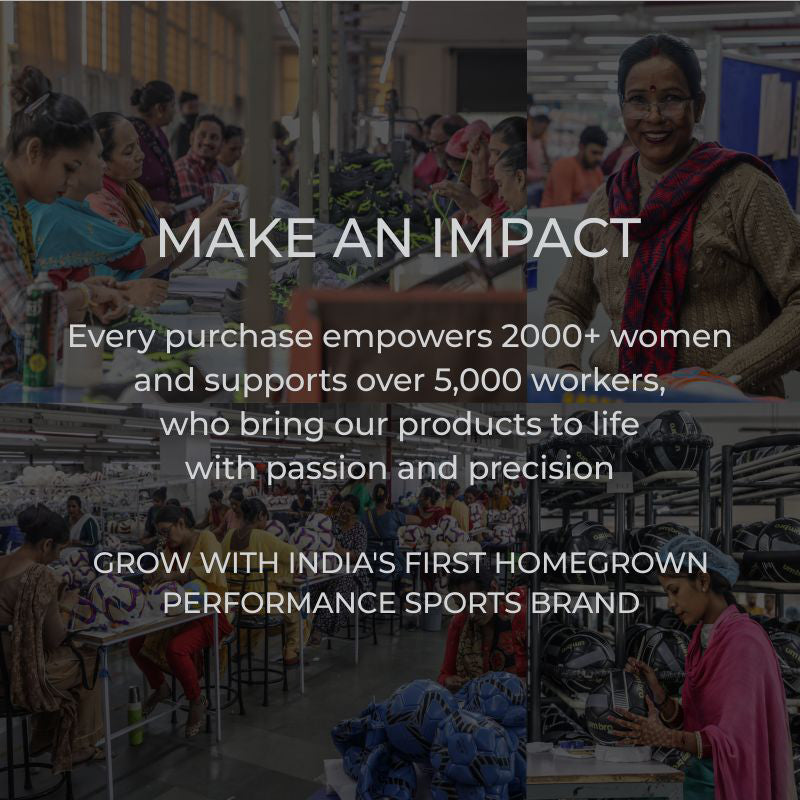 MAKE AN IMPACT
Every purchase empowers 2000+ women
and supports over 5,000 workers,
who bring our products to life
with passion and precision
GROW WITH INDIA'S FIRST HOMEGROWN
PERFORMANCE SPORTS BRAND
umbro